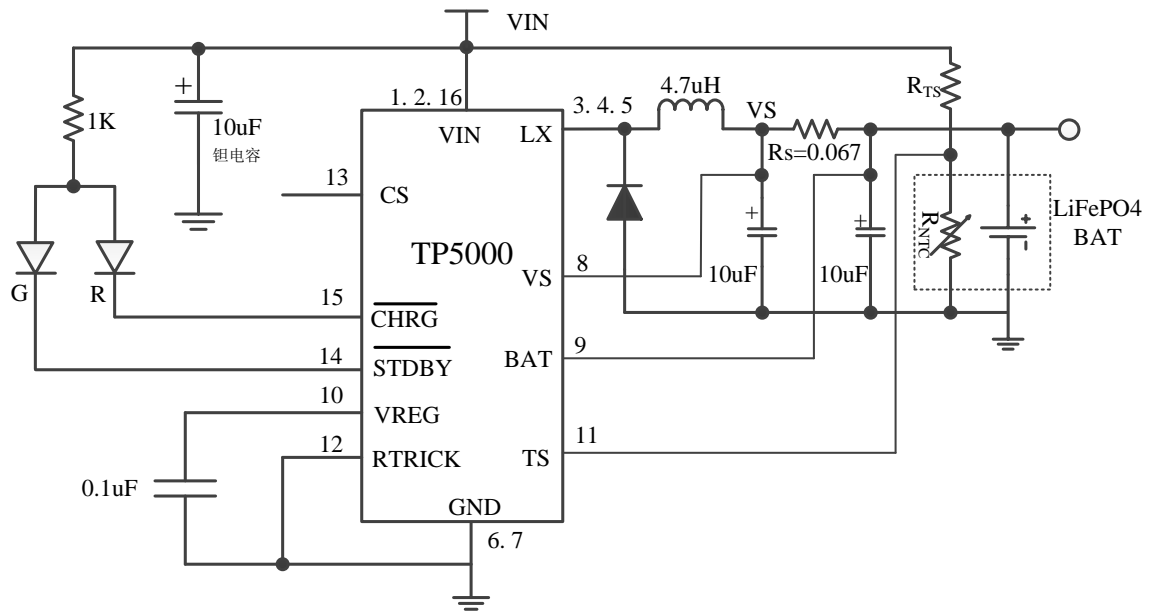 VIN
1K
+
10uF
钽电容
1. 2. 16
VIN
3. 4. 5
LX
4.7uH
VS
Rs=0.067
RTS
13
CS
TP5000
8
VS
+
10uF
+
10uF
RNTC
+
-
LiFePO4
BAT
G
R
15
CHRG
14
STDBY
9
BAT
10
VREG
12
RTRICK
11
TS
0.1uF
GND
6. 7